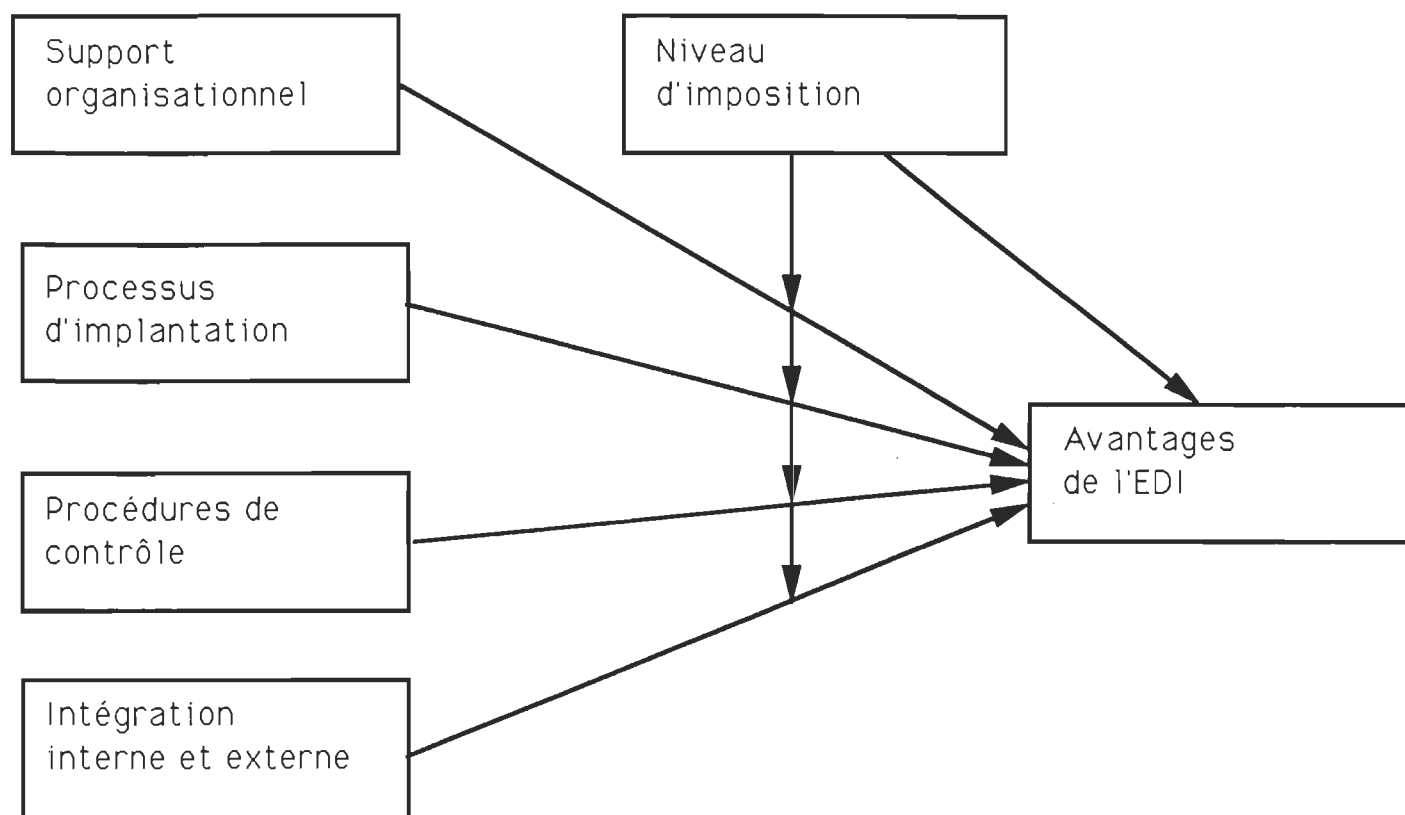 Support
organisationnel
Niveau
d'imposition
Processus
d'implantation
Avantages
de l'EDI
Procédures de
contrôle
Intégration
interne et externe